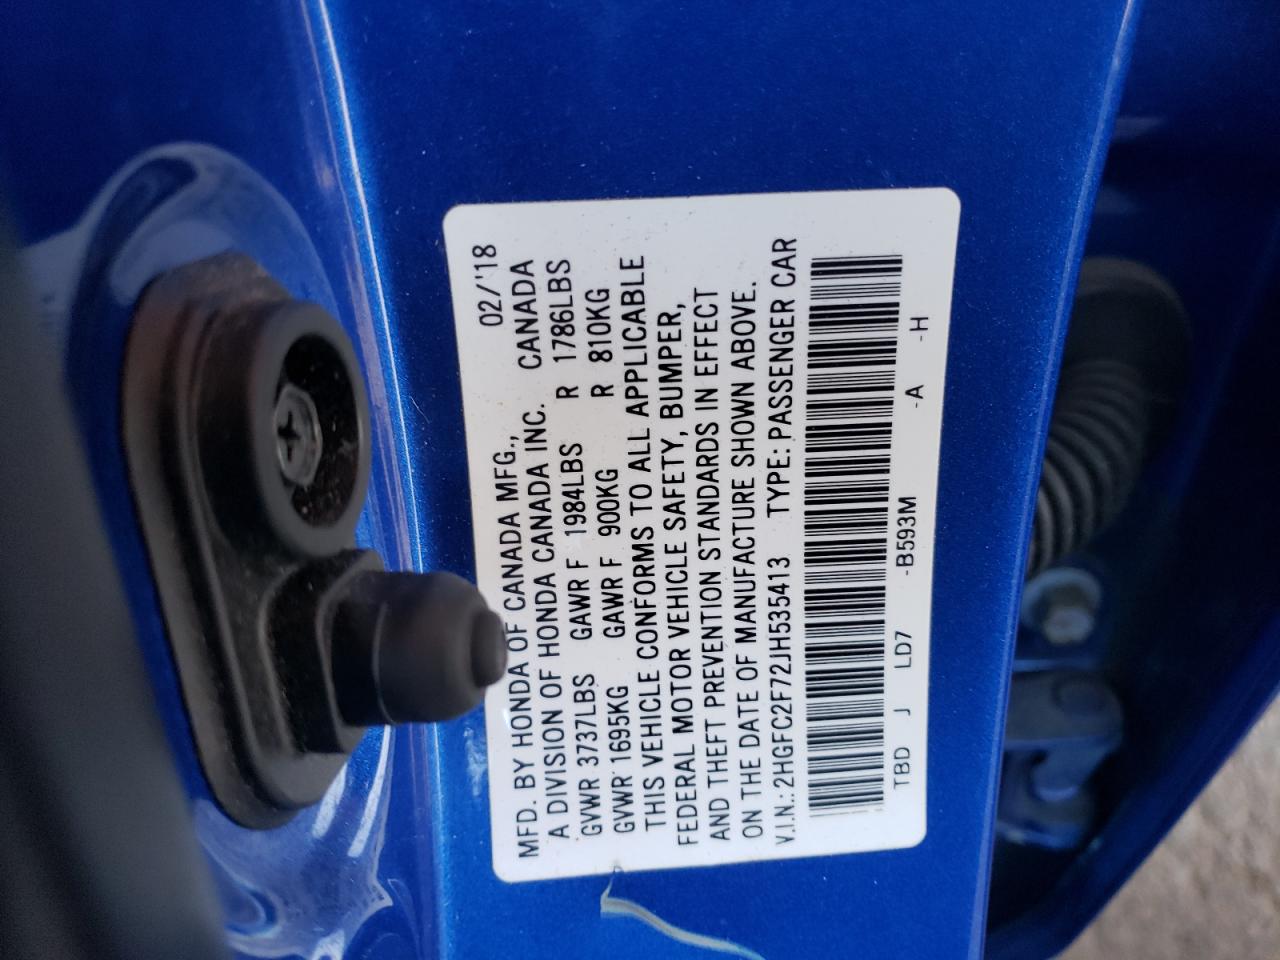 02/'18
MFD. BY HONDA OF CANADA MFG.,
A DIVISION OF HONDA CANADA INC. CANADA
GVWR 3737LBS GAWR F 1984LBS R 1786LBS
GVWR 1695KG GAWR F 900KG R 810KG
THIS VEHICLE CONFORMS TO ALL APPLICABLE
FEDERAL MOTOR VEHICLE SAFETY, BUMPER,
AND THEFT PREVENTION STANDARDS IN EFFECT
ON THE DATE OF MANUFACTURE SHOWN ABOVE.
V.I.N.: 2HGFC2F72JH535413 TYPE: PASSENGER CAR
TBD J LD7 -B593M -A -H